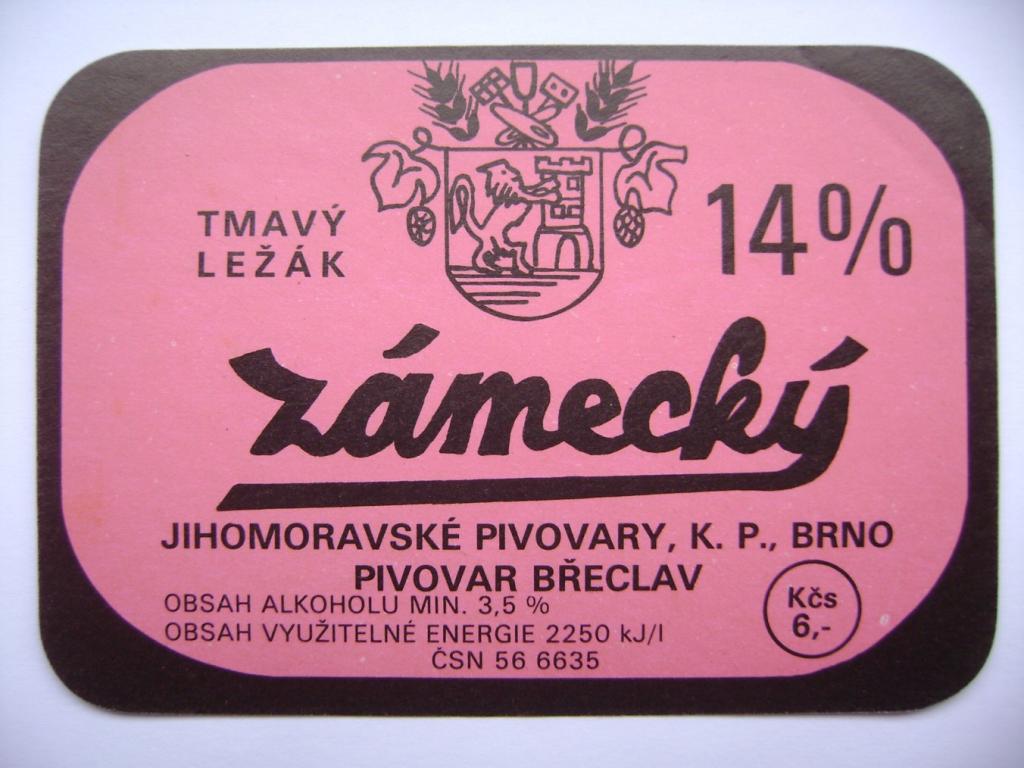 TMAVÝ
LEŽÁK
14%
zámecký
JIHOMORAVSKÉ PIVOVARY, K. P., BRNO
PIVOVAR BŘECLAV
OBSAH ALKOHOLU MIN. 3,5 %
OBSAH VYUŽITELNÉ ENERGIE 2250 kJ/l
ČSN 56 6635
Kčs
6,-